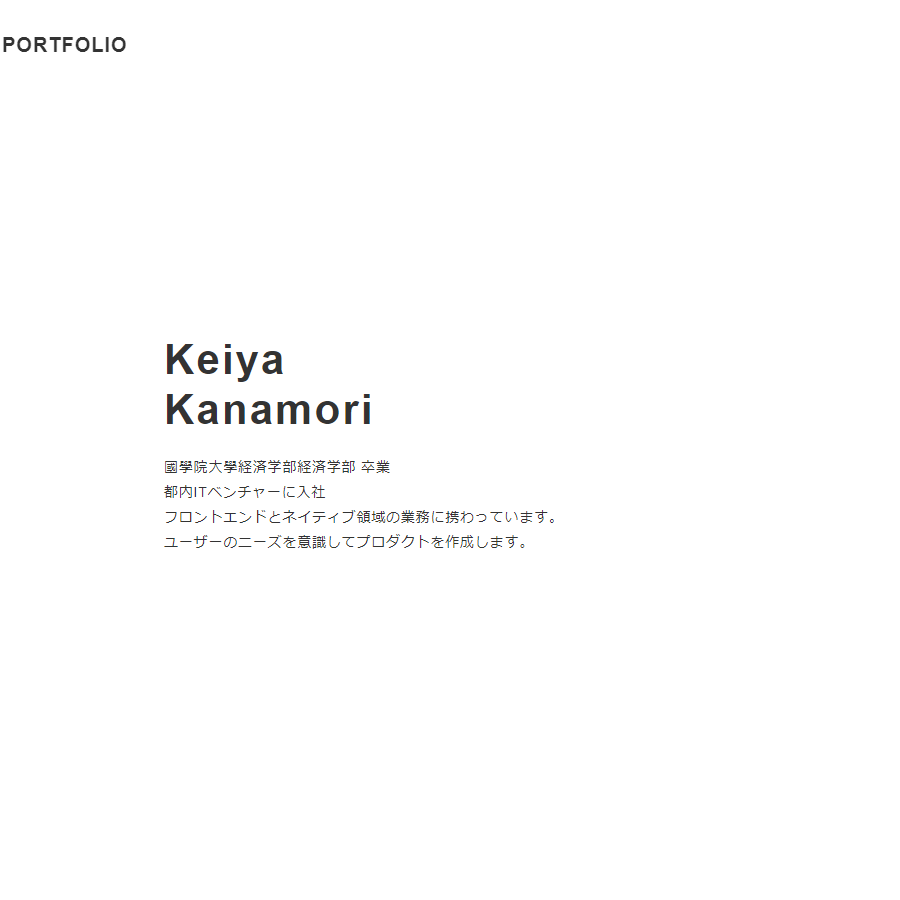 PORTFOLIO
Keiya
Kanamori
國學院大學経済学部経済学部 卒業
都内ITベンチャーに入社
フロントエンドとネイティブ領域の業務に携わっています。
ユーザーのニーズを意識してプロダクトを作成します。